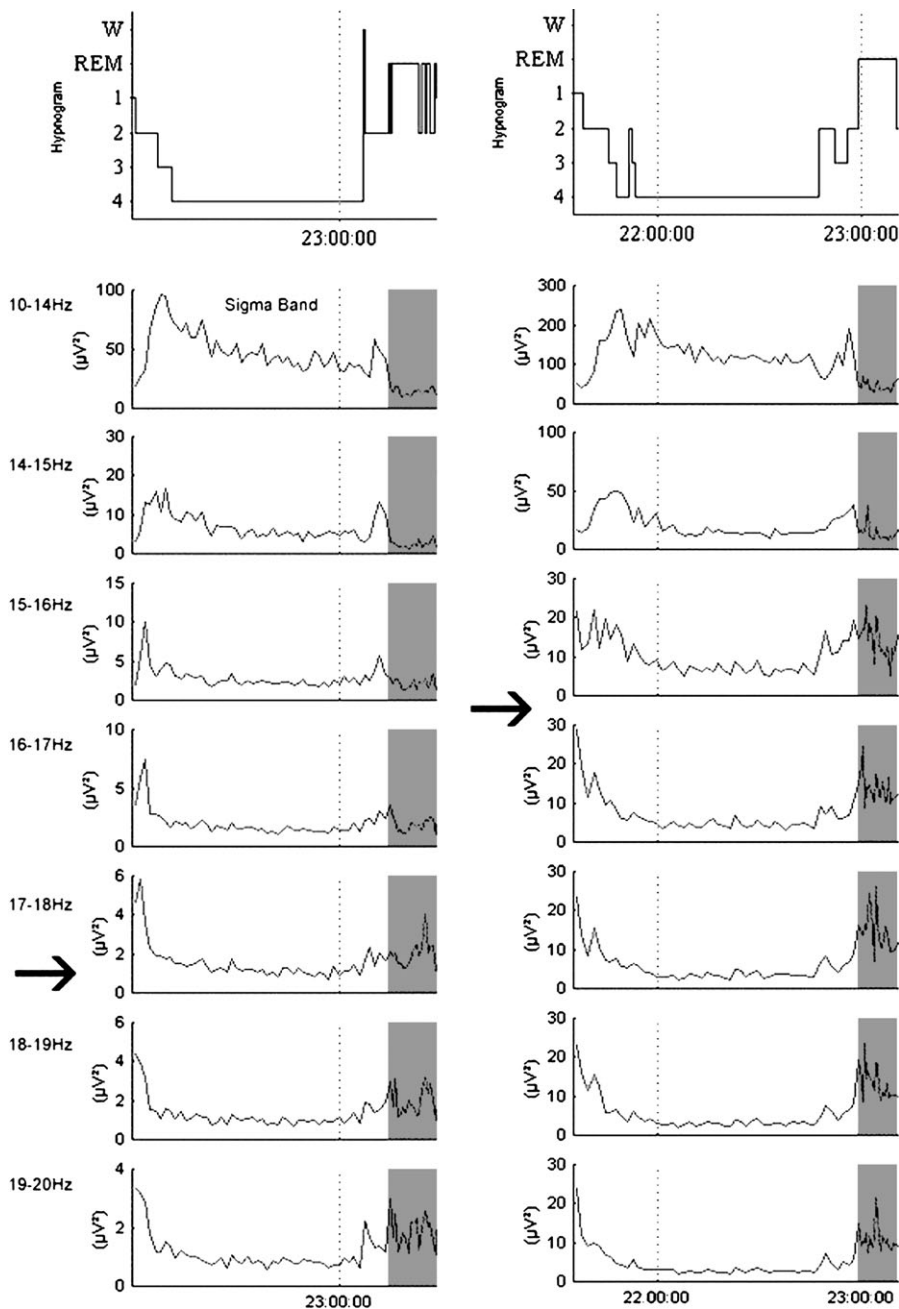 W
REM
1
2
3
4
Hypnogram
23:00:00
W
REM
1
2
3
4
Hypnogram
22:00:00 23:00:00
10-14Hz
Sigma Band
(µV²)
100
50
0
(µV²)
300
200
100
0
14-15Hz
(µV²)
30
20
10
0
(µV²)
100
50
0
15-16Hz
(µV²)
15
10
5
0
(µV²)
30
20
10
0
16-17Hz
(µV²)
10
5
0
(µV²)
30
20
10
0
17-18Hz
(µV²)
6
4
2
0
(µV²)
30
20
10
0
18-19Hz
(µV²)
6
4
2
0
(µV²)
30
20
10
0
19-20Hz
(µV²)
4
2
0
(µV²)
30
20
10
0
23:00:00
22:00:00 23:00:00